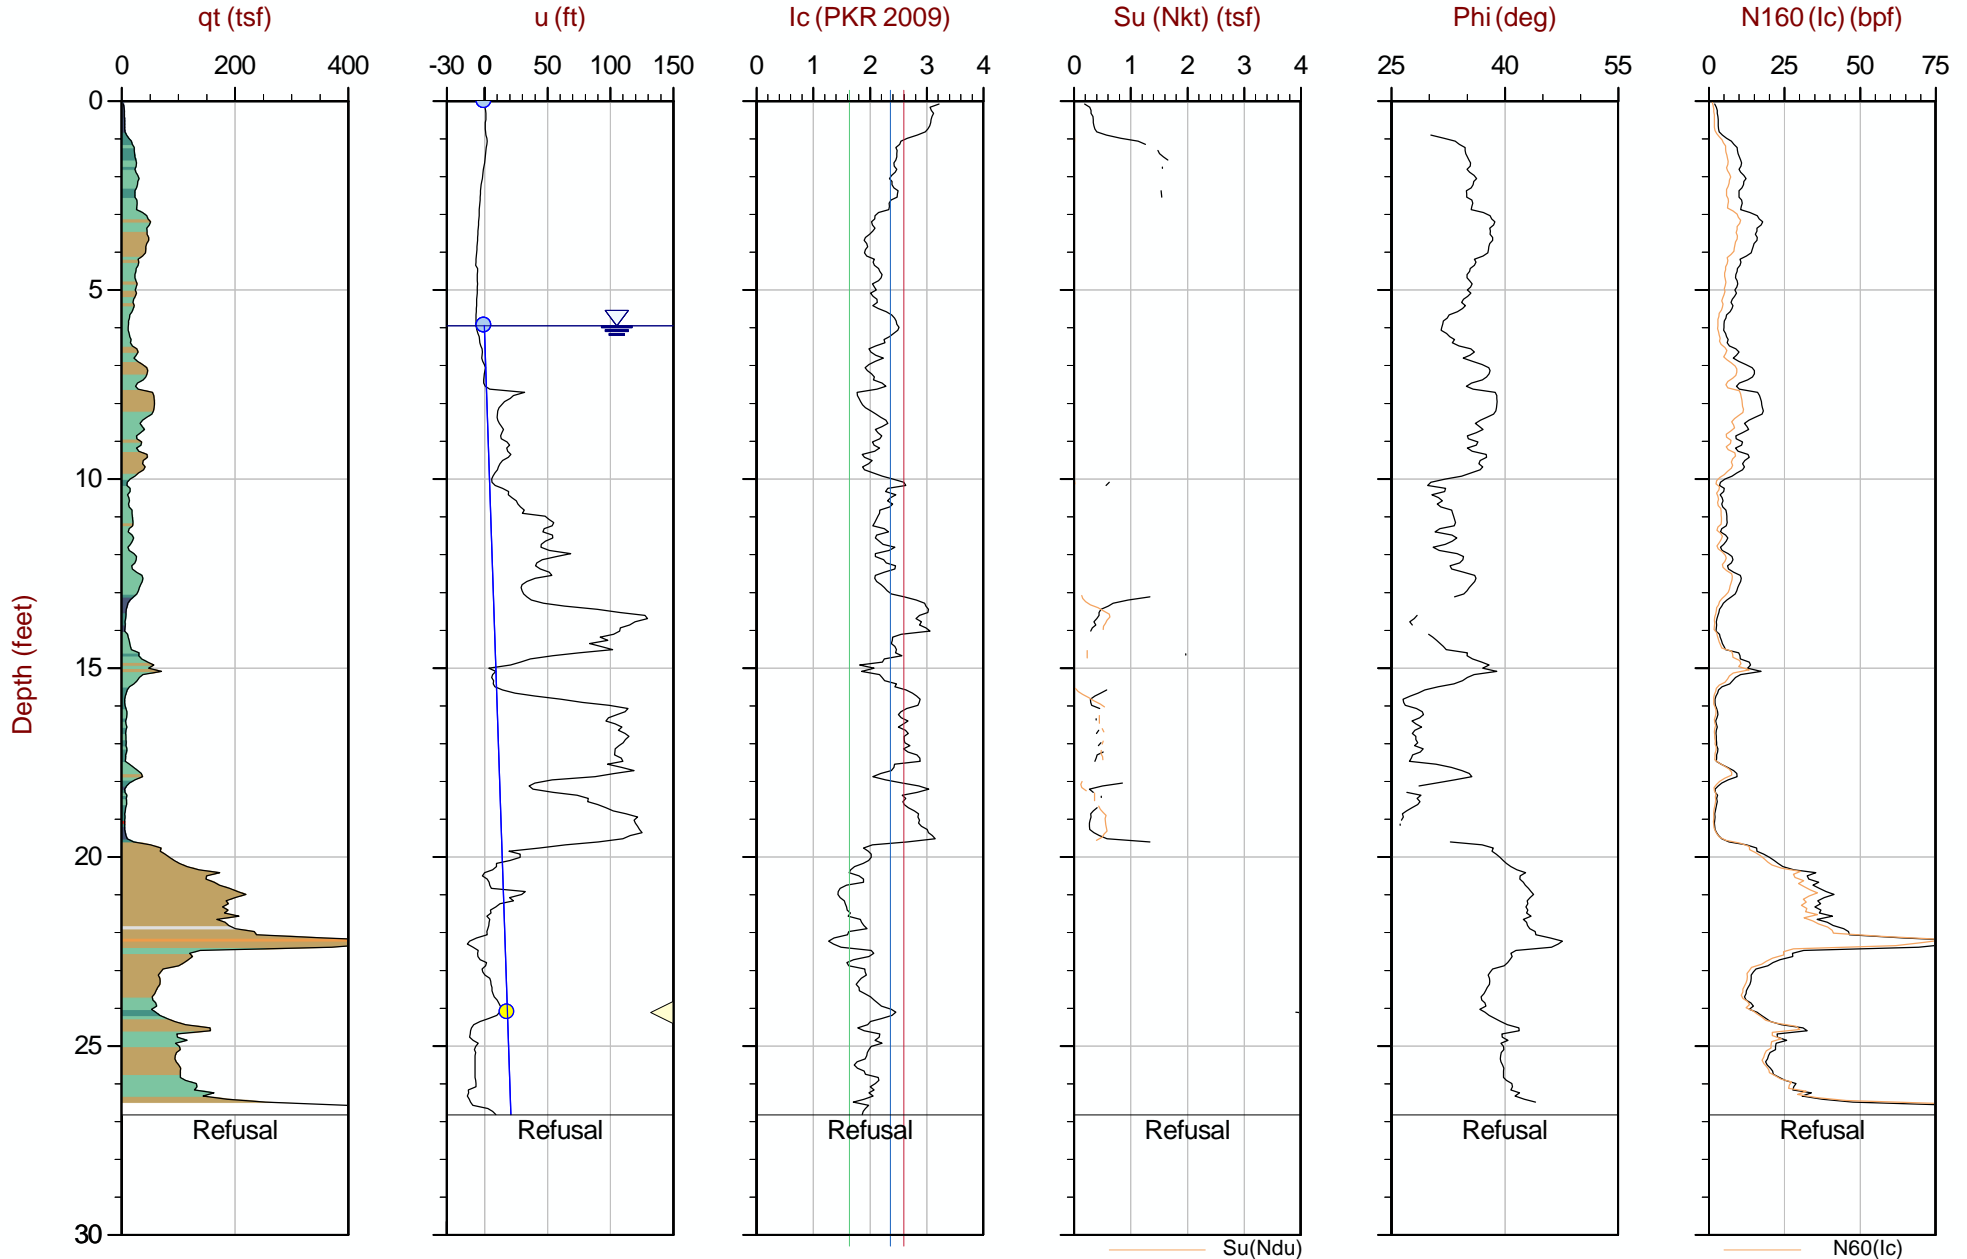 qt (tsf) u (ft) Ic (PKR 2009) Su (Nkt) (tsf) Phi (deg) N160 (Ic) (bpf)
0 200 400 -30 0 50 100 150 0 1 2 3 4 0 1 2 3 4 25 40 55 0 25 50 75
0
5
10
15
Depth (feet)
20
25
Refusal Refusal Refusal Refusal Refusal Refusal
30
Su(Ndu) N60(Ic)